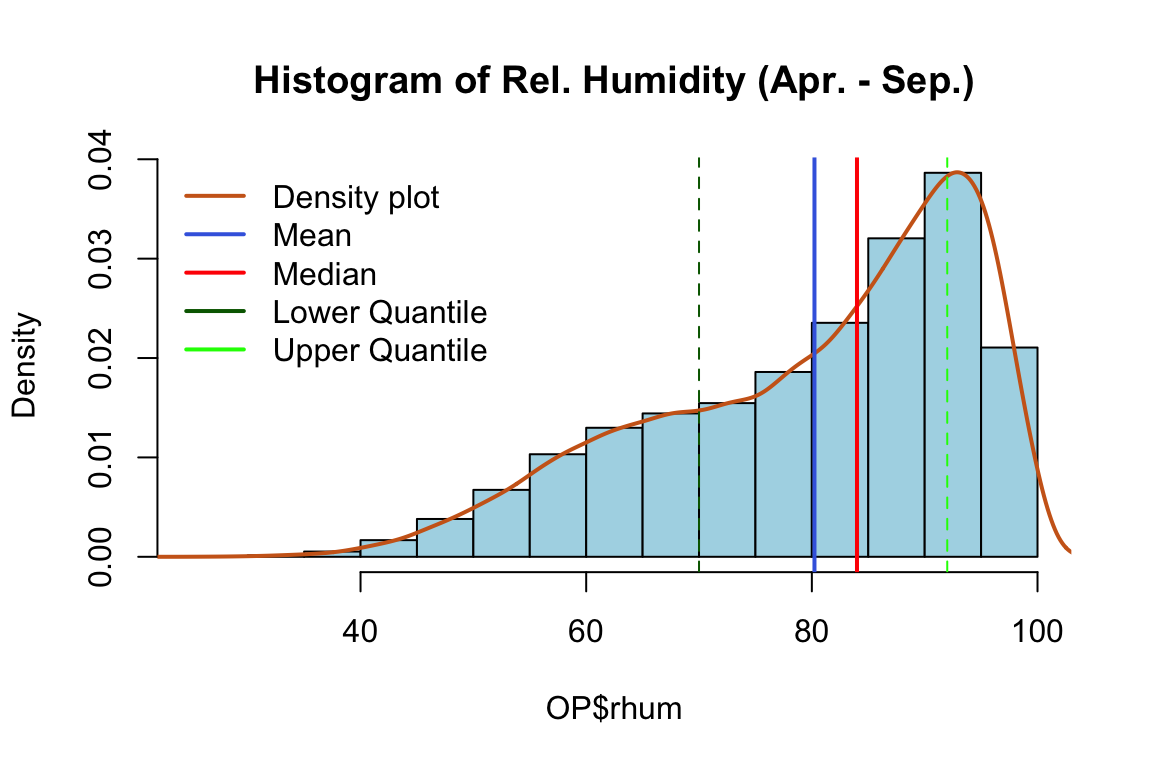 Histogram of Rel. Humidity (Apr. - Sep.)
Density
0.04
0.03
0.02
0.01
0.00
Density plot
Mean
Median
Lower Quantile
Upper Quantile
40 60 80 100
OP$rhum